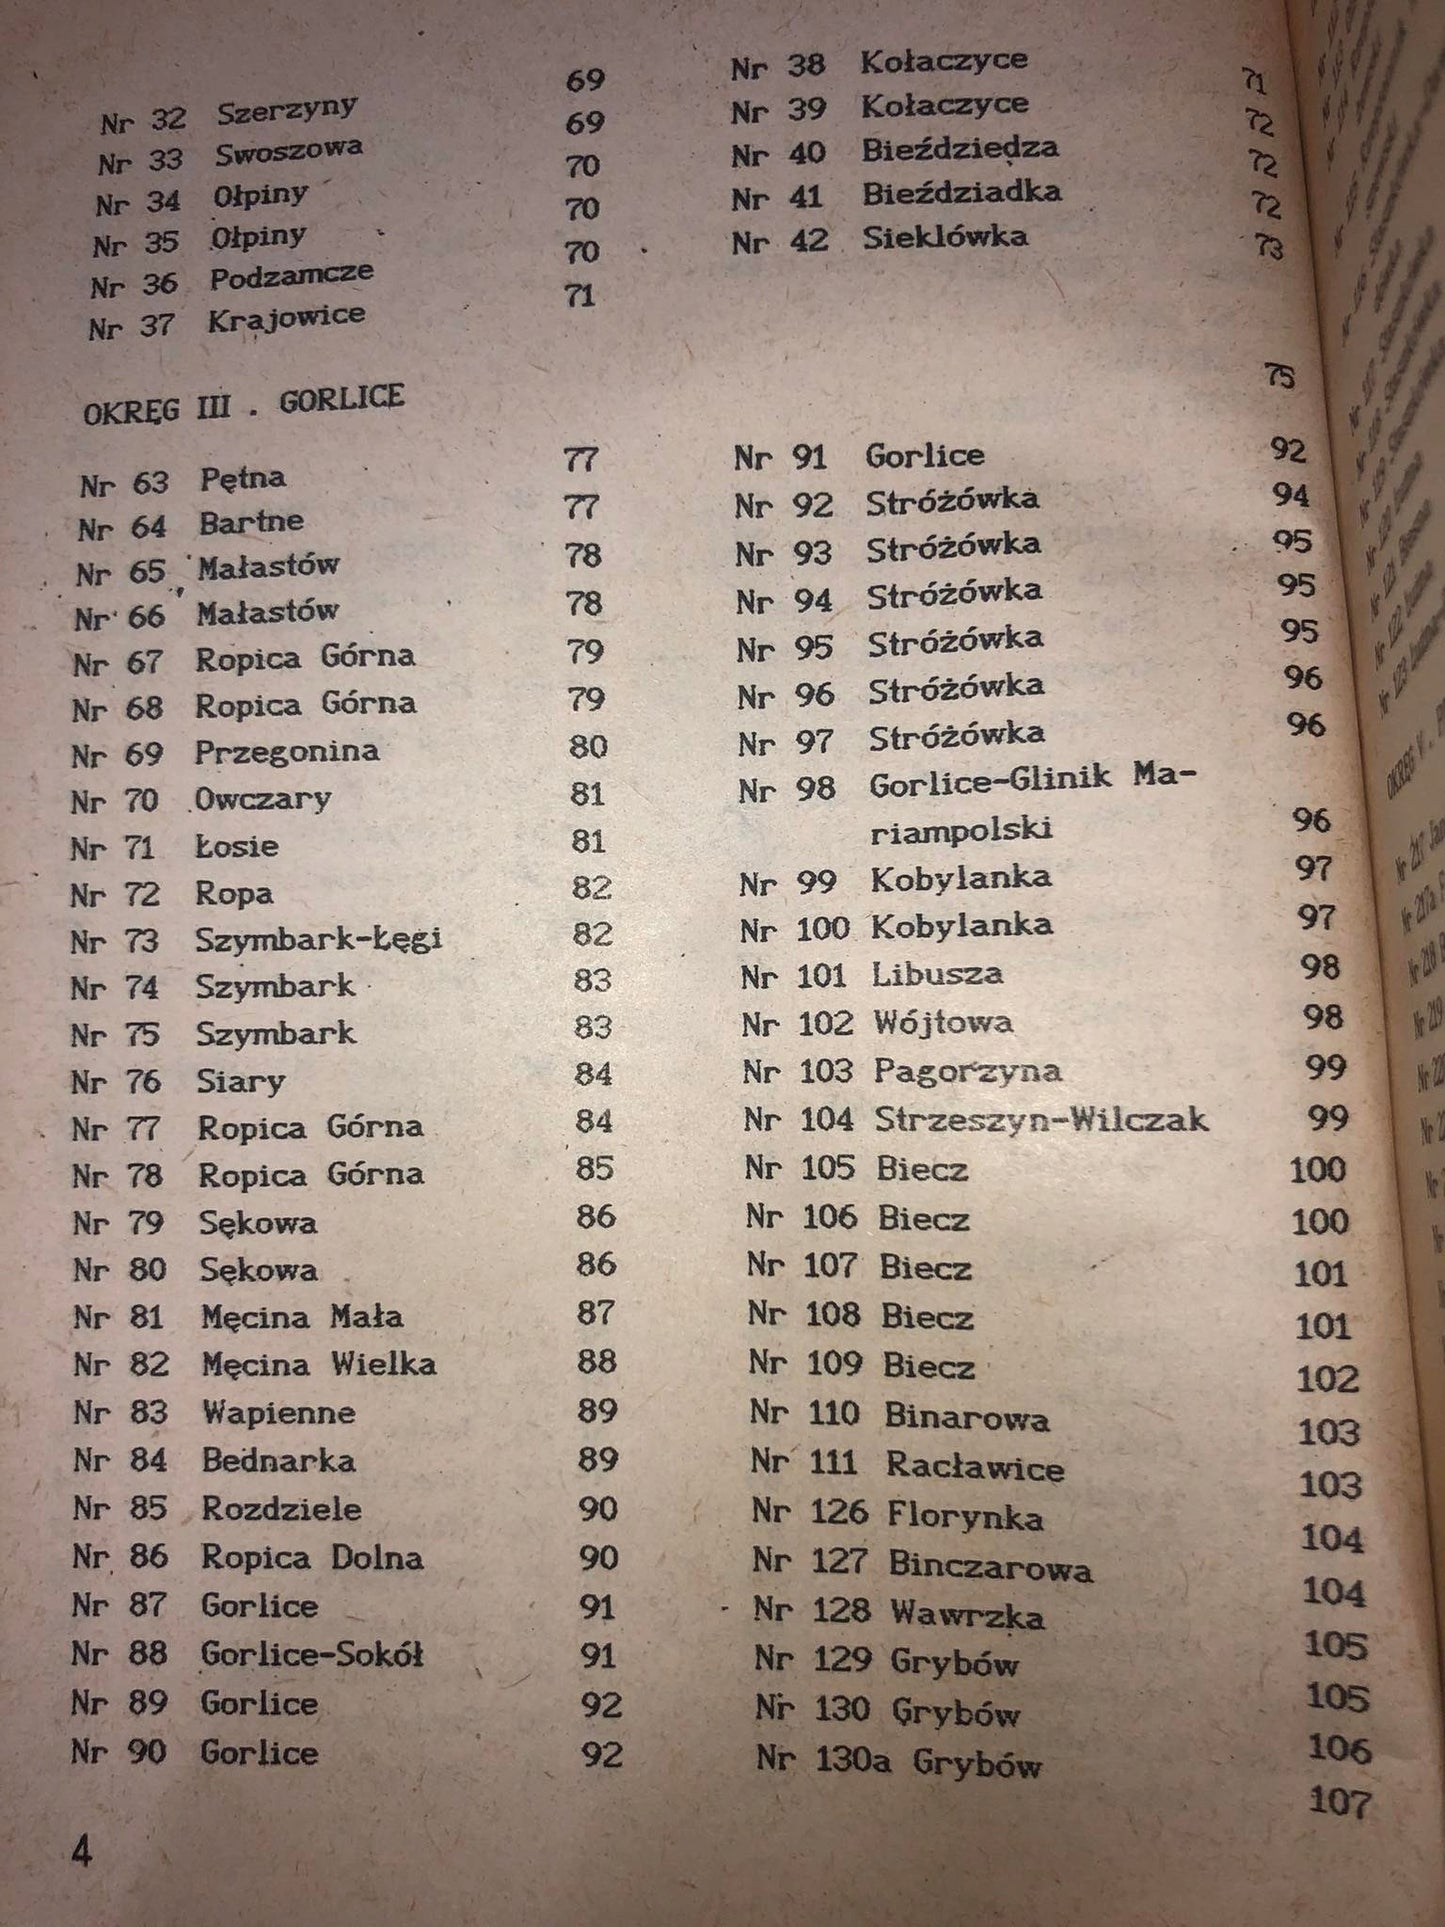 Nr 32 Szerzyny 69
Nr 33 Swoszowa 69
Nr 34 Ołpiny 70
Nr 35 Ołpiny 70
Nr 36 Podzamcze 70
Nr 37 Krajowice 71
Nr 38 Kołaczyce 71
Nr 39 Kołaczyce 72
Nr 40 Bieździedza 72
Nr 41 Bieździadka 72
Nr 42 Sieklówka 73
OKRĘG III . GORLICE 75
Nr 63 Pętna 77
Nr 64 Bartne 77
Nr 65 Małastów 78
Nr 66 Małastów 78
Nr 67 Ropica Górna 79
Nr 68 Ropica Górna 79
Nr 69 Przegonina 80
Nr 70 Owczary 81
Nr 71 Łosie 81
Nr 72 Ropa 82
Nr 73 Szymbark-Łęgi 82
Nr 74 Szymbark 83
Nr 75 Szymbark 83
Nr 76 Siary 84
Nr 77 Ropica Górna 84
Nr 78 Ropica Górna 85
Nr 79 Sękowa 86
Nr 80 Sękowa 86
Nr 81 Męcina Mała 87
Nr 82 Męcina Wielka 88
Nr 83 Wapienne 89
Nr 84 Bednarka 89
Nr 85 Rozdziele 90
Nr 86 Ropica Dolna 90
Nr 87 Gorlice 91
Nr 88 Gorlice-Sokół 91
Nr 89 Gorlice 92
Nr 90 Gorlice 92
Nr 91 Gorlice 92
Nr 92 Stróżówka 94
Nr 93 Stróżówka 95
Nr 94 Stróżówka 95
Nr 95 Stróżówka 95
Nr 96 Stróżówka 96
Nr 97 Stróżówka 96
Nr 98 Gorlice-Glinik Ma-
riampolski 96
Nr 99 Kobylanka 97
Nr 100 Kobylanka 97
Nr 101 Libusza 98
Nr 102 Wójtowa 98
Nr 103 Pagorzyna 99
Nr 104 Strzeszyn-Wilczak 99
Nr 105 Biecz 100
Nr 106 Biecz 100
Nr 107 Biecz 101
Nr 108 Biecz 101
Nr 109 Biecz 102
Nr 110 Binarowa 103
Nr 111 Racławice 103
Nr 126 Florynka 104
Nr 127 Binczarowa 104
Nr 128 Wawrzka 105
Nr 129 Grybów 105
Nr 130 Grybów 106
Nr 130a Grybów 107
4